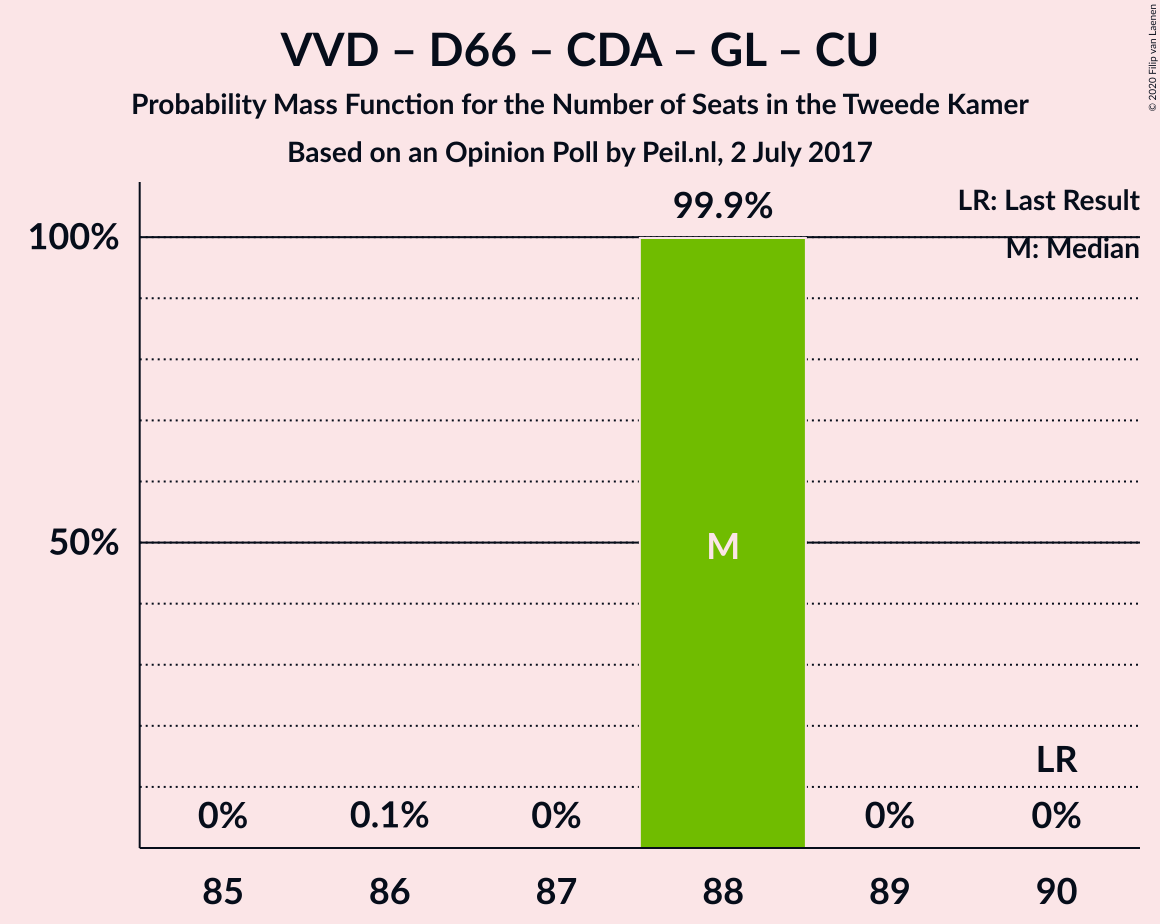 VVD – D66 – CDA – GL – CU
Probability Mass Function for the Number of Seats in the Tweede Kamer
Based on an Opinion Poll by Peil.nl, 2 July 2017
© 2020 Filip van Laenen
99.9%
LR: Last Result
100%
M: Median
50%
M
LR
0% 0.1% 0% 0% 0%
85 86 87 88 89 90